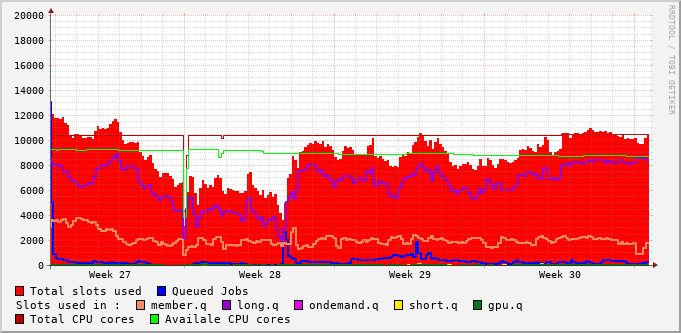 20000
18000
16000
14000
12000
10000
8000
6000
4000
2000
0
Week 27 Week 28 Week 29 Week 30
RRDTOOL / TOBI OETIKER
Total slots used Queued Jobs
Slots used in : member.q long.q ondemand.q short.q gpu.q
Total CPU cores Availale CPU cores